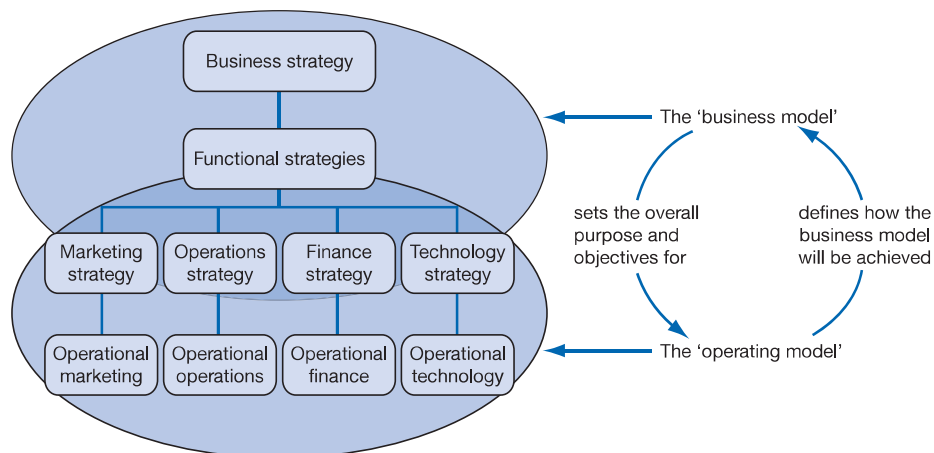 Business strategy
The ‘business model’
Functional strategies
sets the overall
purpose and
objectives for
defines how the
business model
will be achieved
Marketing
strategy
Operations
strategy
Finance
strategy
Technology
strategy
Operational
marketing
Operational
operations
Operational
finance
Operational
technology
The ‘operating model’